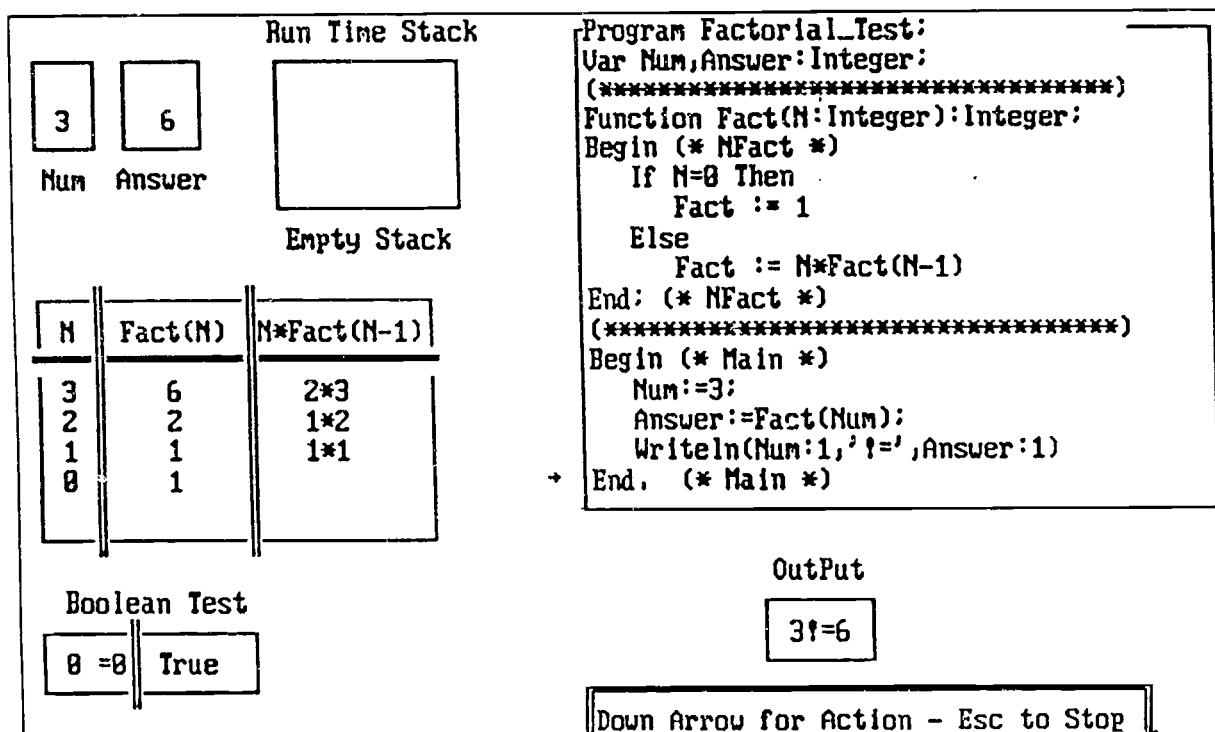 Run Time Stack
3 6
Num Answer
Empty Stack
N Fact(N) N*Fact(N-1)
3 6 2*3
2 2 1*2
1 1 1*1
0 1
Boolean Test
0 =0 True
Program Factorial_Test;
Var Num,Answer:Integer;
(***********************************)
Function Fact(N:Integer):Integer;
Begin (* NFact *)
If N=0 Then
Fact := 1
Else
Fact := N*Fact(N-1)
End; (* NFact *)
(***********************************)
Begin (* Main *)
Num:=3;
Answer:=Fact(Num);
Writeln(Num:1,'!=',Answer:1)
→ End. (* Main *)
OutPut
3!=6
Down Arrow for Action - Esc to Stop